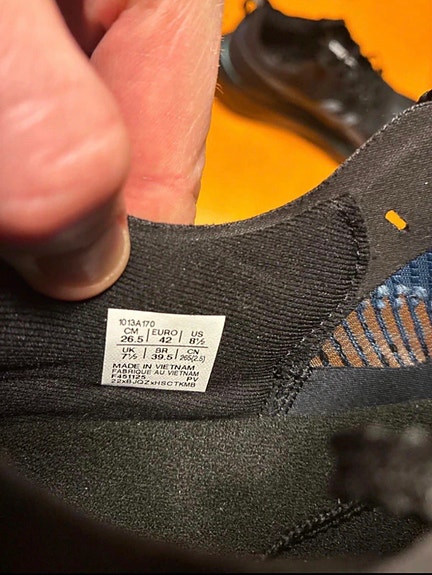 1013A170
CM EURO US
26.5 42 8½
UK BR CN
7½ 39.5 265(2.5)
MADE IN VIETNAM
FABRIQUE AU VIETNAM
F451125 PV
22xBJQZxHSCTKMB